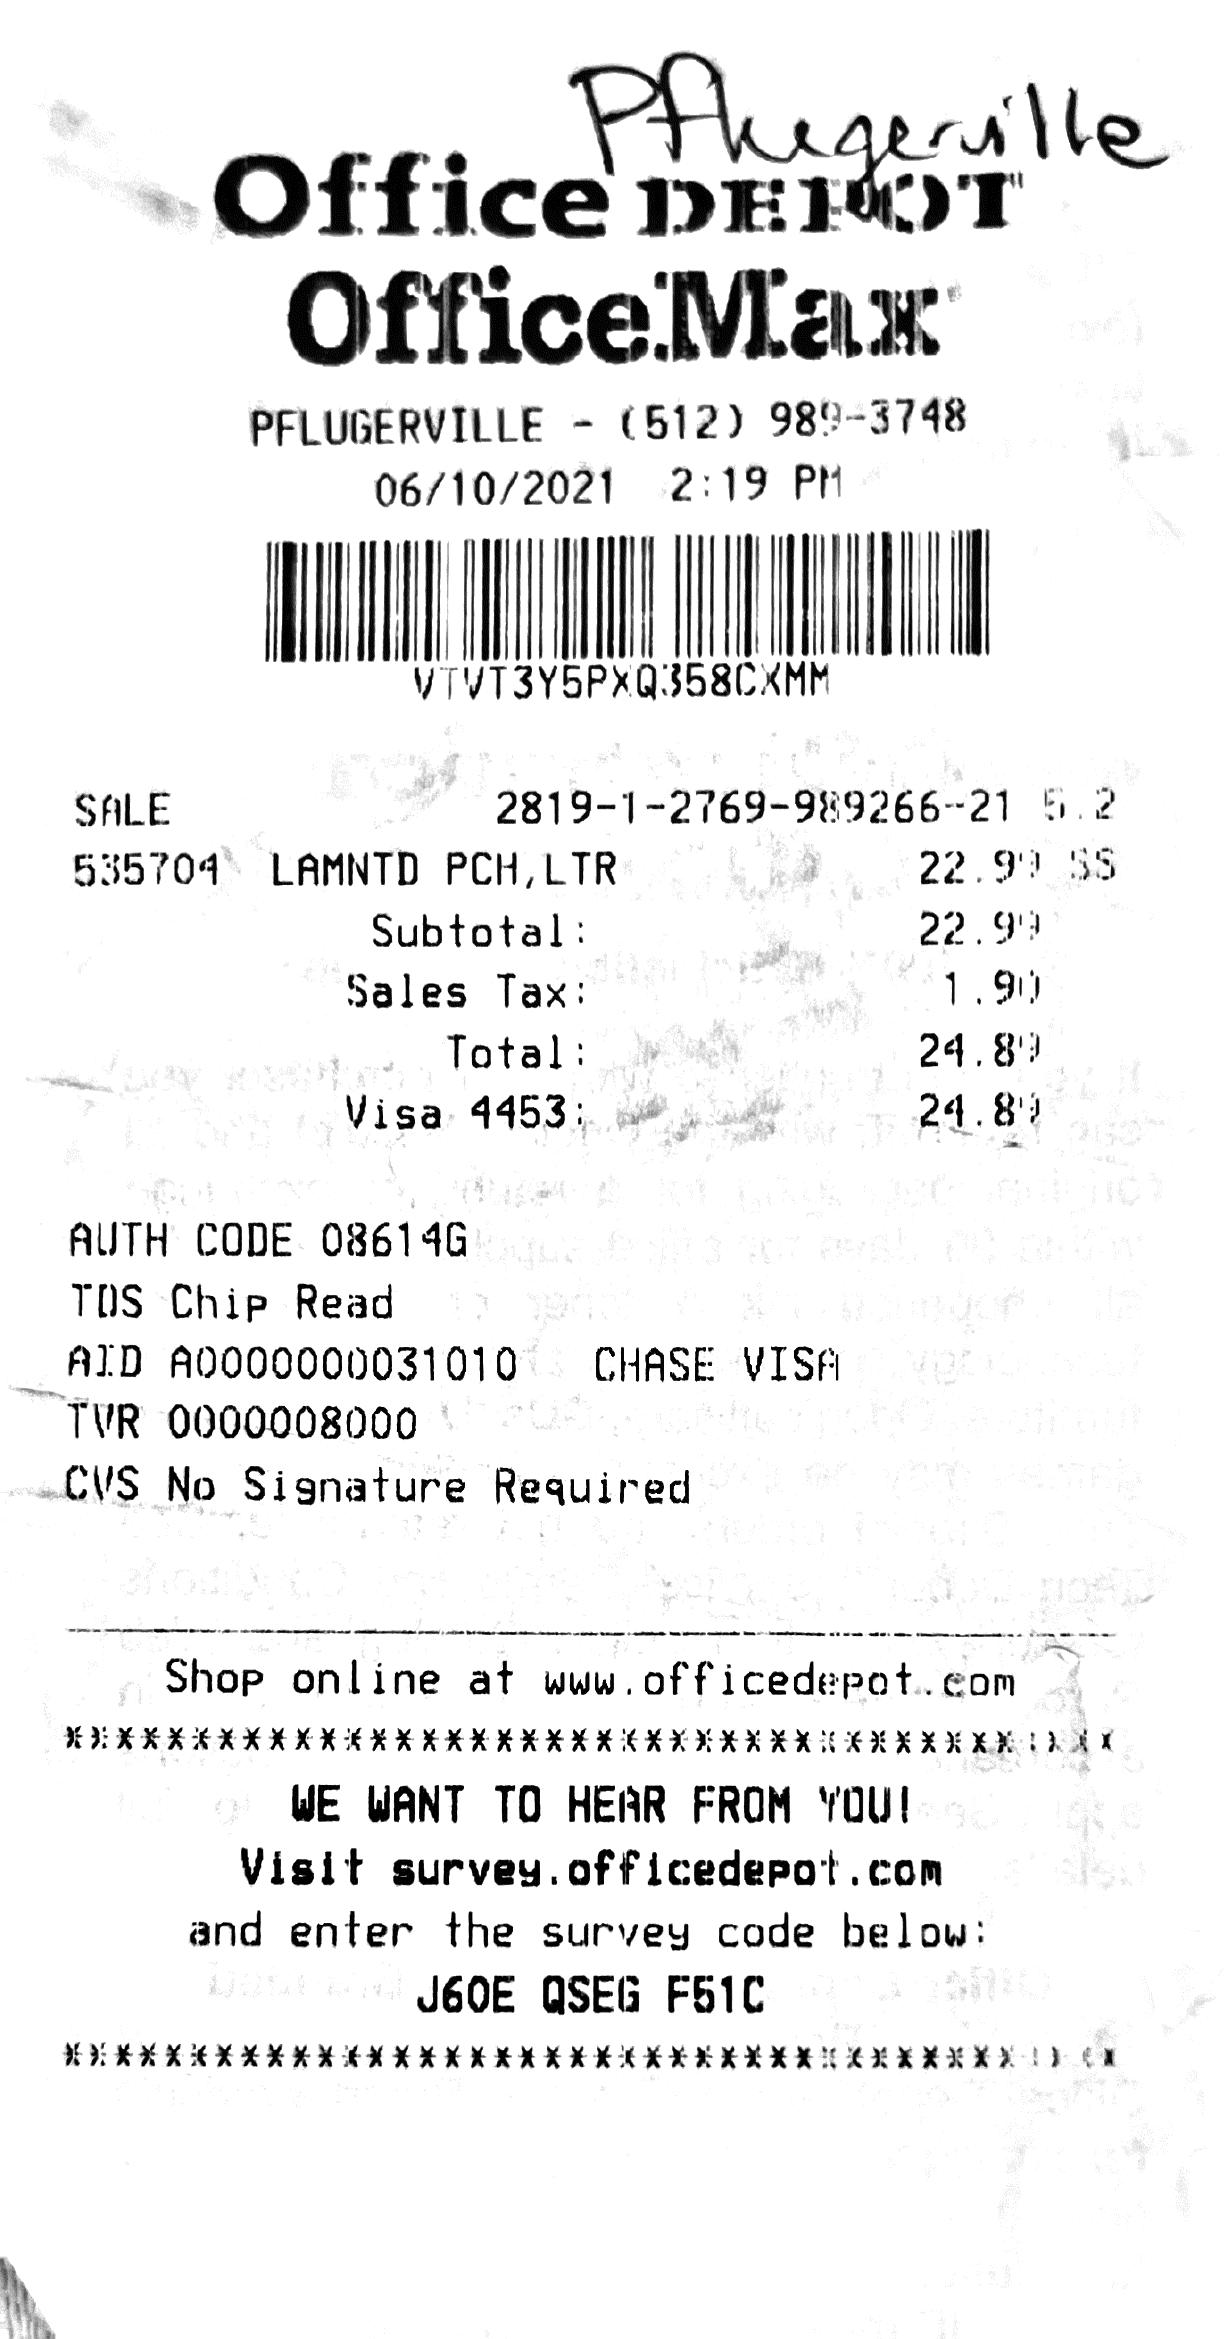 Pflugerville
Office DEPOT
OfficeMax
PFLUGERVILLE - (512) 989-3748
06/10/2021 2:19 PM
VTVT3Y5PXQ358CXMM
SALE 2819-1-2769-989266-21 5.2
535704 LAMNTD PCH,LTR 22.99 SS
Subtotal: 22.99
Sales Tax: 1.90
Total: 24.89
Visa 4453: 24.89
AUTH CODE 08614G
TDS Chip Read
AID A0000000031010 CHASE VISA
TVR 0000008000
CVS No Signature Required
Shop online at www.officedepot.com
******************************************
WE WANT TO HEAR FROM YOU!
Visit survey.officedepot.com
and enter the survey code below:
J60E QSEG F51C
******************************************